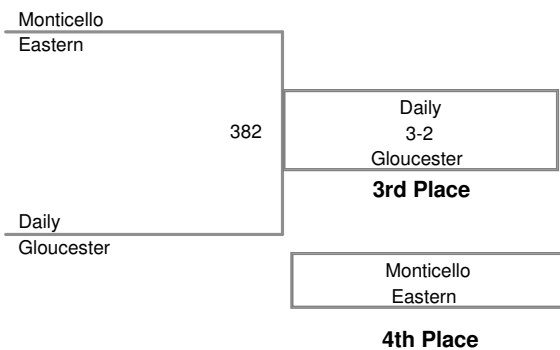 Monticello
Eastern
382
Daily
3-2
Gloucester
3rd Place
Daily
Gloucester
Monticello
Eastern
4th Place